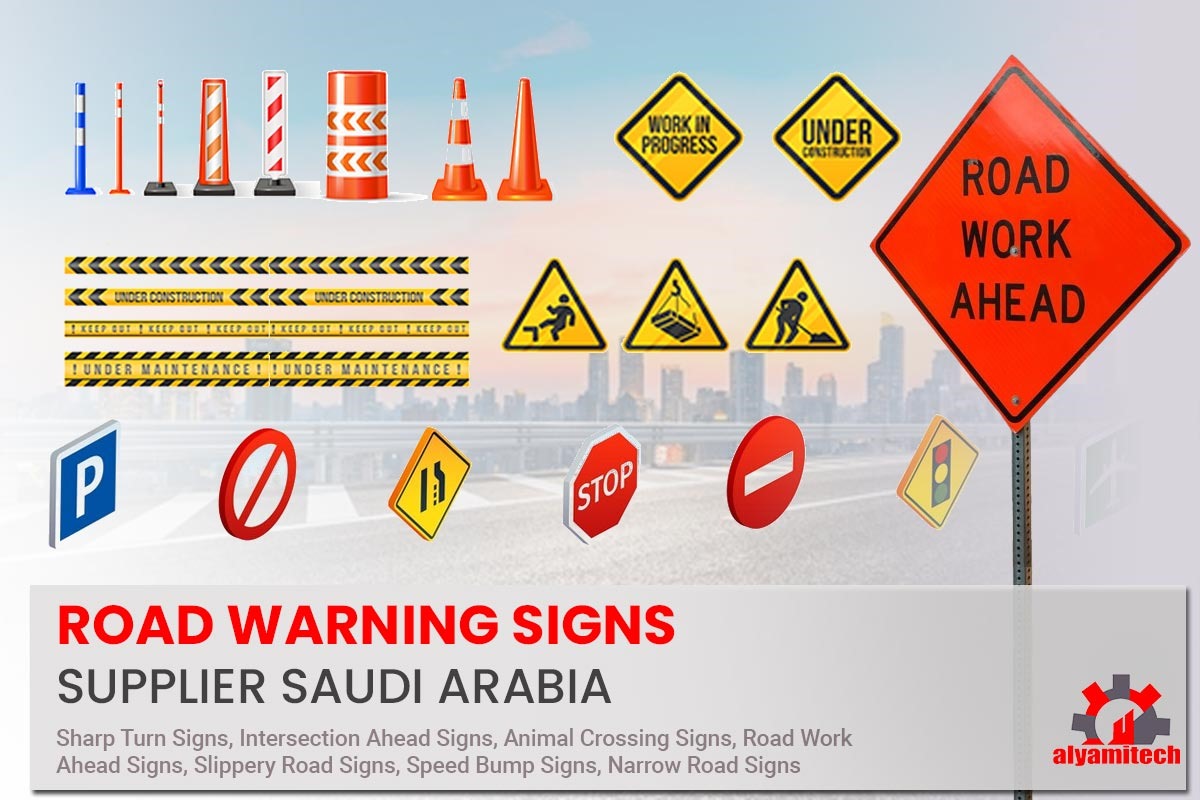 WORK IN
PROGRESS
UNDER
CONSTRUCTION
ROAD
WORK
AHEAD
UNDER CONSTRUCTION UNDER CONSTRUCTION
! KEEP OUT ! KEEP OUT ! KEEP OUT ! KEEP OUT ! KEEP OUT ! KEEP OUT
! UNDER MAINTENANCE ! ! UNDER MAINTENANCE !
P
STOP
ROAD WARNING SIGNS
SUPPLIER SAUDI ARABIA
Sharp Turn Signs, Intersection Ahead Signs, Animal Crossing Signs, Road Work
Ahead Signs, Slippery Road Signs, Speed Bump Signs, Narrow Road Signs
alyamitech